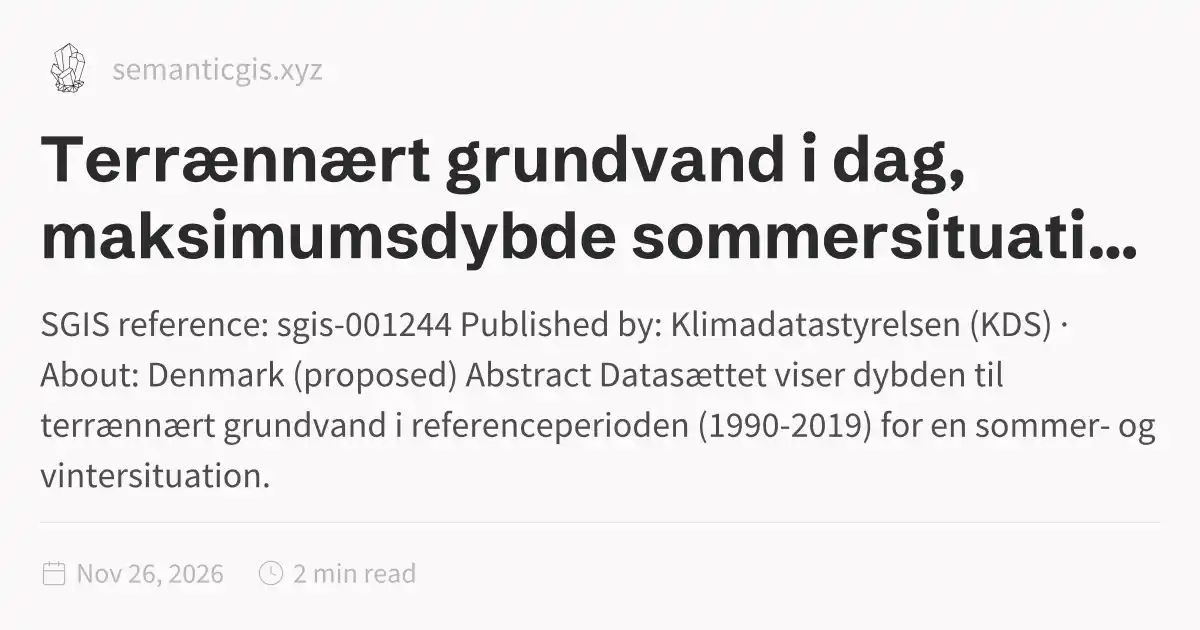 semanticgis.xyz
Terrænnært grundvand i dag,
maksimumsdybde sommersituati...
SGIS reference: sgis-001244 Published by: Klimadatastyrelsen (KDS) ·
About: Denmark (proposed) Abstract Datasættet viser dybden til
terrænnært grundvand i referenceperioden (1990-2019) for en sommer- og
vintersituation.
Nov 26, 2026 2 min read